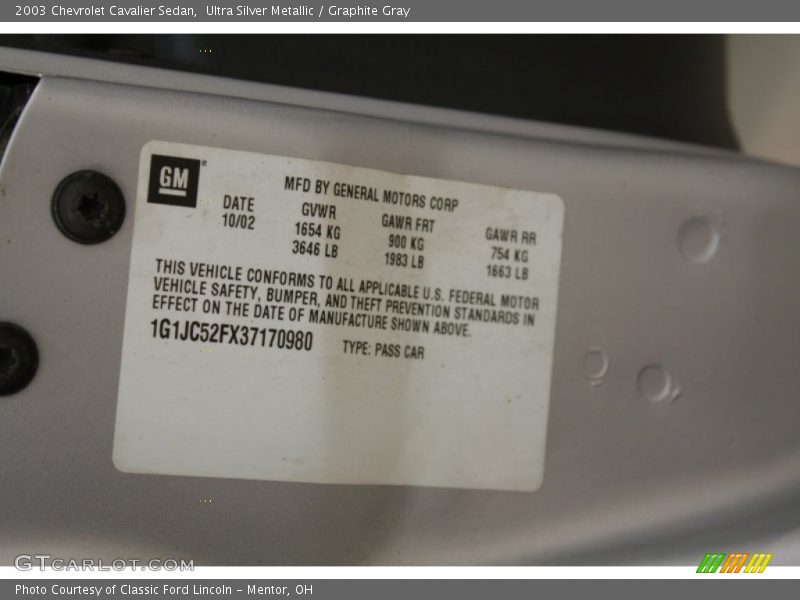 2003 Chevrolet Cavalier Sedan,  Ultra Silver Metallic / Graphite Gray
GM
MFD BY GENERAL MOTORS CORP
DATE GVWR GAWR FRT GAWR RR
10/02 1654 KG 900 KG 754 KG
3646 LB 1983 LB 1663 LB
THIS VEHICLE CONFORMS TO ALL APPLICABLE U.S. FEDERAL MOTOR
VEHICLE SAFETY, BUMPER, AND THEFT PREVENTION STANDARDS IN
EFFECT ON THE DATE OF MANUFACTURE SHOWN ABOVE.
1G1JC52FX37170980 TYPE: PASS CAR
GTCARLOT.COM
Photo Courtesy of Classic Ford Lincoln - Mentor, OH